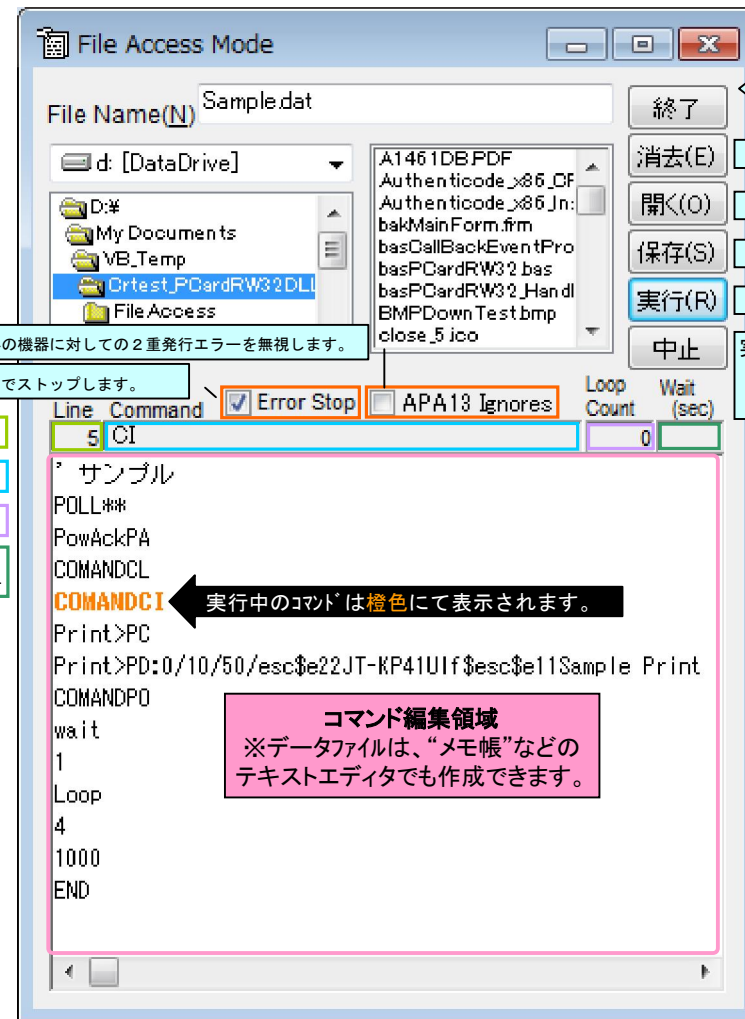 File Access Mode
File Name(N) Sample.dat
終了
d: [DataDrive]
消去(E)
D:¥
My Documents
VB_Temp
Crtest_PCardRW32DLL
FileAccess
A1461DB.PDF
Authenticode_x86_CF
Authenticode_x86_In:
bakMainForm.frm
basCallBackEventPro
basPCardRW32.bas
basPCardRW32_Handl
BMPDownTest.bmp
close_5.ico
開く(O)
保存(S)
実行(R)
中止
の機器に対しての２重発行エラーを無視します。
でストップします。
Line Command Error Stop APA13 Ignores Loop Count Wait (sec)
5 CI 0
' サンプル
POLL**
PowAckPA
COMANDCL
COMANDCI
実行中のｺﾏﾝﾄﾞは橙色にて表示されます。
Print>PC
Print>PD:0/10/50/esc$e22JT-KP41Ulf$esc$e11Sample Print
COMANDPO
wait
1
Loop
4
1000
END
コマンド編集領域
※データファイルは、“メモ帳”などの
テキストエディタでも作成できます。